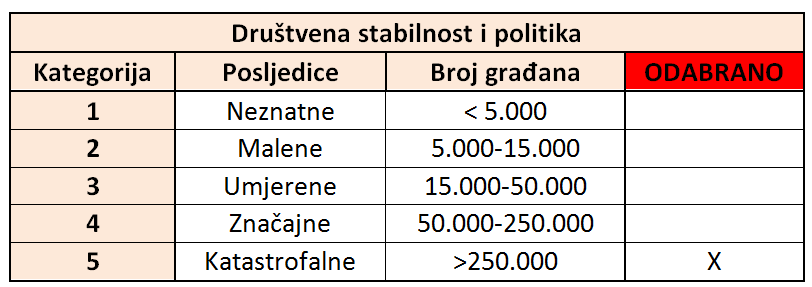 Društvena stabilnost i politika
Kategorija Posljedice Broj građana ODABRANO
1 Neznatne < 5.000
2 Malene 5.000-15.000
3 Umjerene 15.000-50.000
4 Značajne 50.000-250.000
5 Katastrofalne >250.000 X